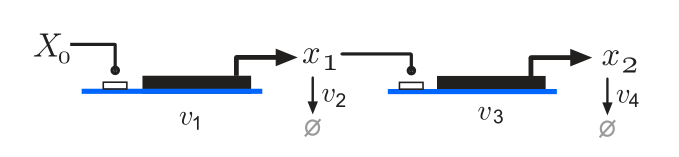 X₀ x₁ x₂
v₂ v₄
v₁ v₃
∅ ∅